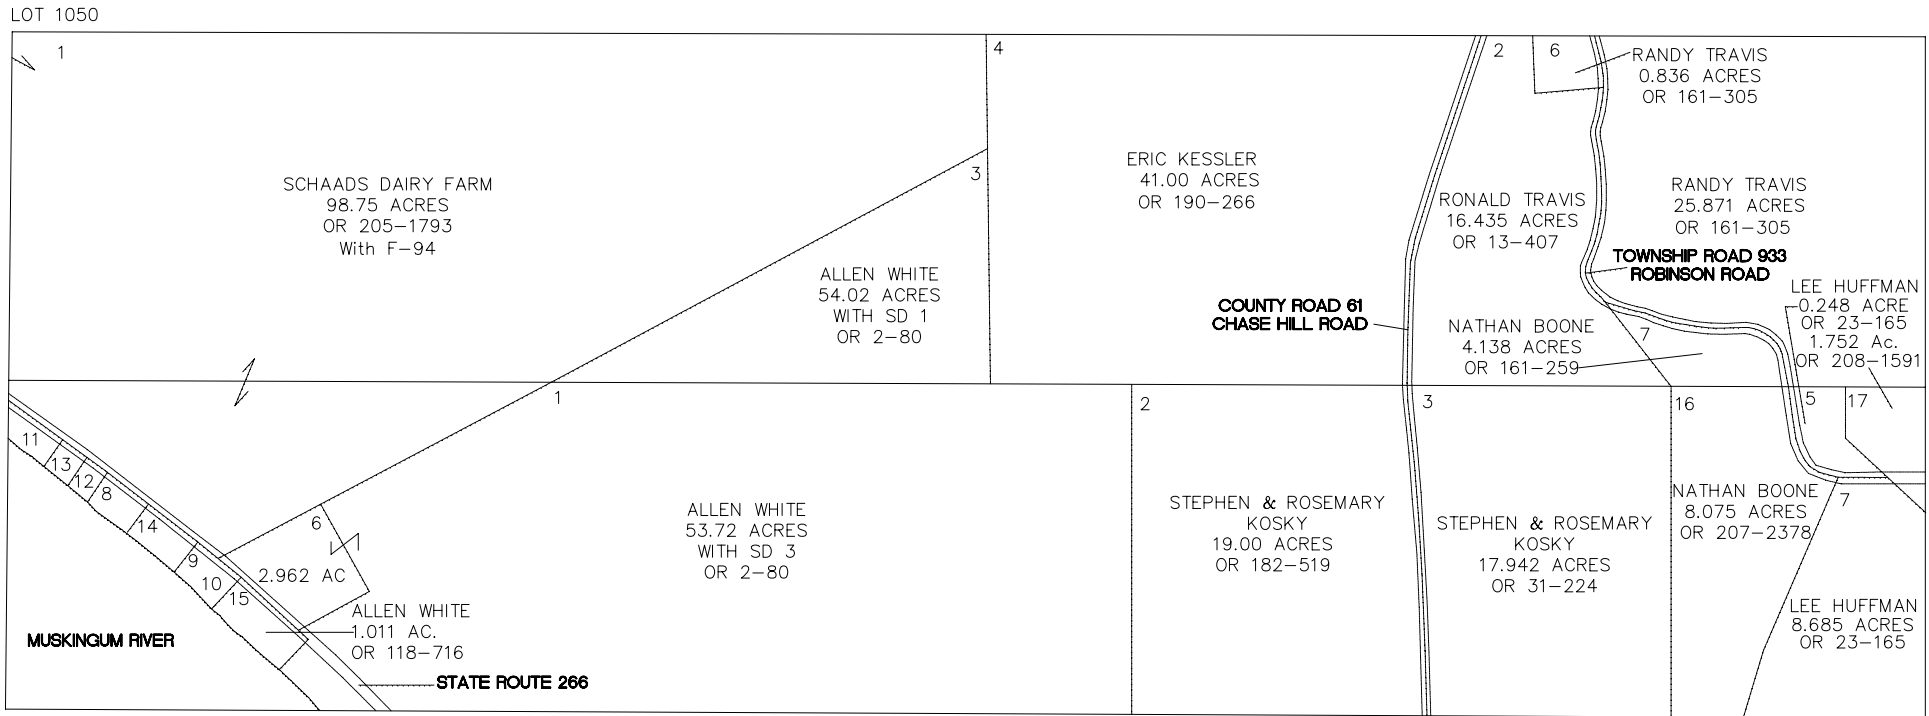 LOT 1050
1
SCHAADS DAIRY FARM
98.75 ACRES
OR 205-1793
With F-94
3
ALLEN WHITE
54.02 ACRES
WITH SD 1
OR 2-80
4
ERIC KESSLER
41.00 ACRES
OR 190-266
COUNTY ROAD 61
CHASE HILL ROAD
2
RONALD TRAVIS
16.435 ACRES
OR 13-407
6
RANDY TRAVIS
0.836 ACRES
OR 161-305
RANDY TRAVIS
25.871 ACRES
OR 161-305
TOWNSHIP ROAD 933
ROBINSON ROAD
NATHAN BOONE
4.138 ACRES
OR 161-259
7
LEE HUFFMAN
0.248 ACRE
OR 23-165
1.752 Ac.
OR 208-1591
11
13
12
8
14
9
10
15
6
2.962 AC
ALLEN WHITE
1.011 AC.
OR 118-716
MUSKINGUM RIVER
STATE ROUTE 266
1
ALLEN WHITE
53.72 ACRES
WITH SD 3
OR 2-80
2
STEPHEN & ROSEMARY
KOSKY
19.00 ACRES
OR 182-519
3
STEPHEN & ROSEMARY
KOSKY
17.942 ACRES
OR 31-224
16
NATHAN BOONE
8.075 ACRES
OR 207-2378
5
17
7
LEE HUFFMAN
8.685 ACRES
OR 23-165